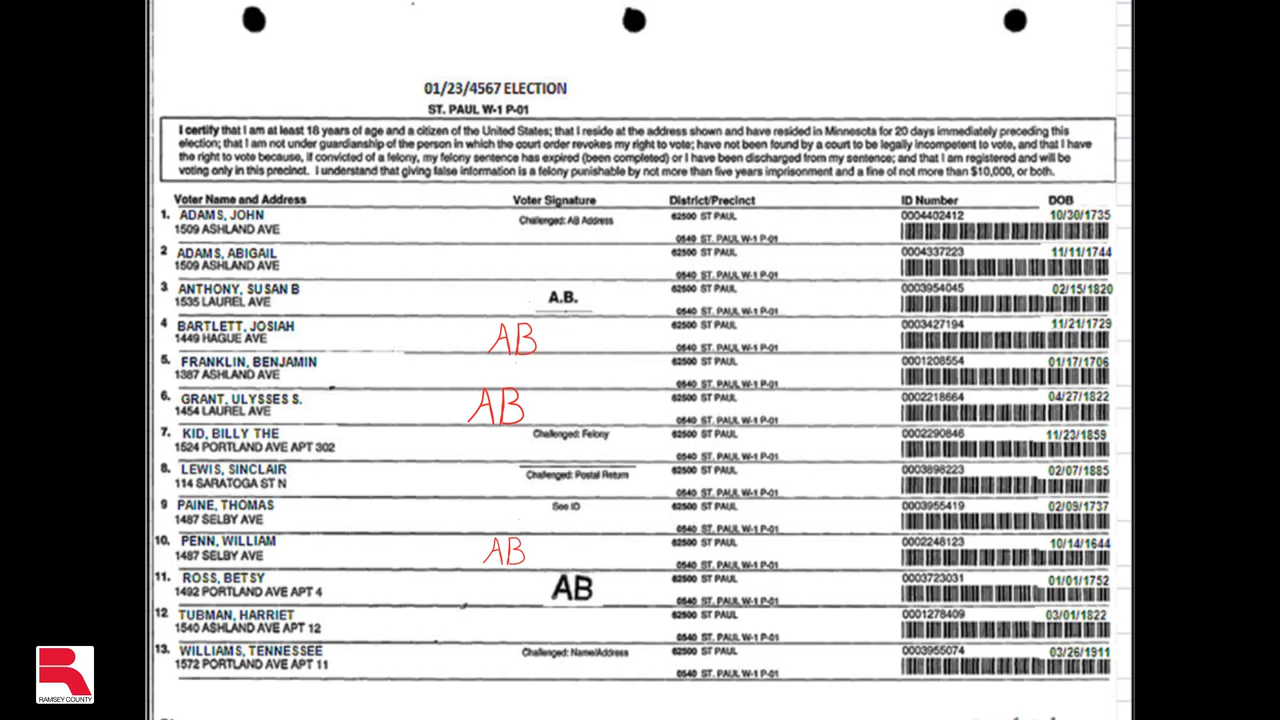 01/23/4567 ELECTION
ST. PAUL W-1 P-01
I certify that I am at least 18 years of age and a citizen of the United States; that I reside at the address shown and have resided in Minnesota for 20 days immediately preceding this
election; that I am not under guardianship of the person in which the court order revokes my right to vote; have not been found by a court to be legally incompetent to vote, and that I have
the right to vote because, if convicted of a felony, my felony sentence has expired (been completed) or I have been discharged from my sentence; and that I am registered and will be
voting only in this precinct. I understand that giving false information is a felony punishable by not more than five years imprisonment and a fine of not more than $10,000, or both.
Voter Name and Address Voter Signature District/Precinct ID Number DOB
1. ADAMS, JOHN 62500 ST PAUL 0004402412 10/30/1735
1509 ASHLAND AVE Challenged: AB Address 0540 ST. PAUL W-1 P-01
2 ADAMS, ABIGAIL 62500 ST PAUL 0004337223 11/11/1744
1509 ASHLAND AVE 0540 ST. PAUL W-1 P-01
3 ANTHONY, SUSAN B 62500 ST PAUL 0003954045 02/15/1820
1535 LAUREL AVE A.B. 0540 ST. PAUL W-1 P-01
4 BARTLETT, JOSIAH 62500 ST PAUL 0003427194 11/21/1729
1449 HAGUE AVE AB 0540 ST. PAUL W-1 P-01
5. FRANKLIN, BENJAMIN 62500 ST PAUL 0001208554 01/17/1706
1387 ASHLAND AVE 0540 ST. PAUL W-1 P-01
6. GRANT, ULYSSES S. 62500 ST PAUL 0002218664 04/27/1822
1454 LAUREL AVE AB 0540 ST. PAUL W-1 P-01
7. KID, BILLY THE Challenged: Felony 62500 ST PAUL 0002290846 11/23/1859
1524 PORTLAND AVE APT 302 0540 ST. PAUL W-1 P-01
8. LEWIS, SINCLAIR 62500 ST PAUL 0003898223 02/07/1885
114 SARATOGA ST N Challenged: Postal Return 0540 ST. PAUL W-1 P-01
9 PAINE, THOMAS See ID 62500 ST PAUL 0003955419 02/09/1737
1487 SELBY AVE 0540 ST. PAUL W-1 P-01
10. PENN, WILLIAM 62500 ST PAUL 0002248123 10/14/1644
1487 SELBY AVE AB 0540 ST. PAUL W-1 P-01
11. ROSS, BETSY 62500 ST PAUL 0003723031 01/01/1752
1492 PORTLAND AVE APT 4 AB 0540 ST. PAUL W-1 P-01
12 TUBMAN, HARRIET 62500 ST PAUL 0001278409 03/01/1822
1540 ASHLAND AVE APT 12 0540 ST. PAUL W-1 P-01
13. WILLIAMS, TENNESSEE Challenged: Name/Address 62500 ST PAUL 0003955074 03/26/1911
1572 PORTLAND AVE APT 11 0540 ST. PAUL W-1 P-01
RAMSEY COUNTY